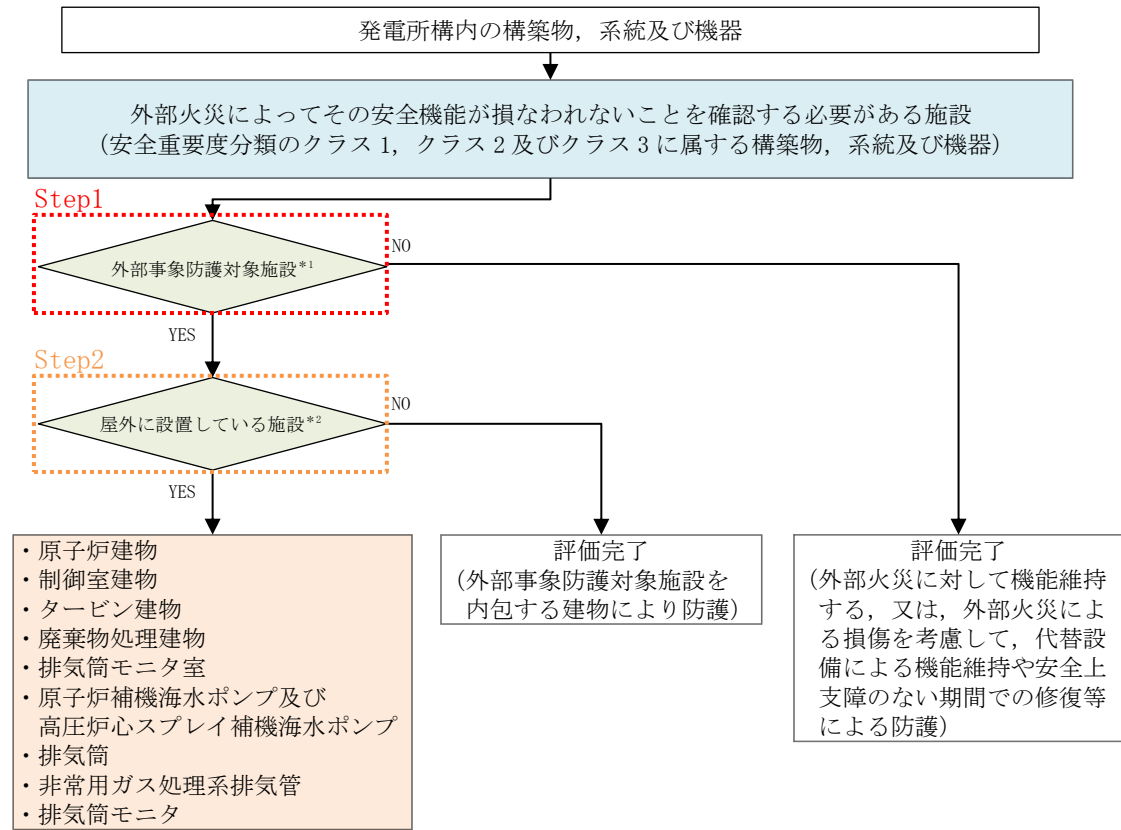 発電所構内の構築物，系統及び機器
外部火災によってその安全機能が損なわれないことを確認する必要がある施設
（安全重要度分類のクラス１，クラス２及びクラス３に属する構築物，系統及び機器）
Step1
外部事象防護対象施設*1
NO
YES
Step2
屋外に設置している施設*2
NO
YES
・原子炉建物
・制御室建物
・タービン建物
・廃棄物処理建物
・排気筒モニタ室
・原子炉補機海水ポンプ及び
高圧炉心スプレイ補機海水ポンプ
・排気筒
・非常用ガス処理系排気管
・排気筒モニタ
評価完了
（外部事象防護対象施設を
内包する建物により防護）
評価完了
（外部火災に対して機能維持
する，又は，外部火災によ
る損傷を考慮して，代替設
備による機能維持や安全上
支障のない期間での修復等
による防護）